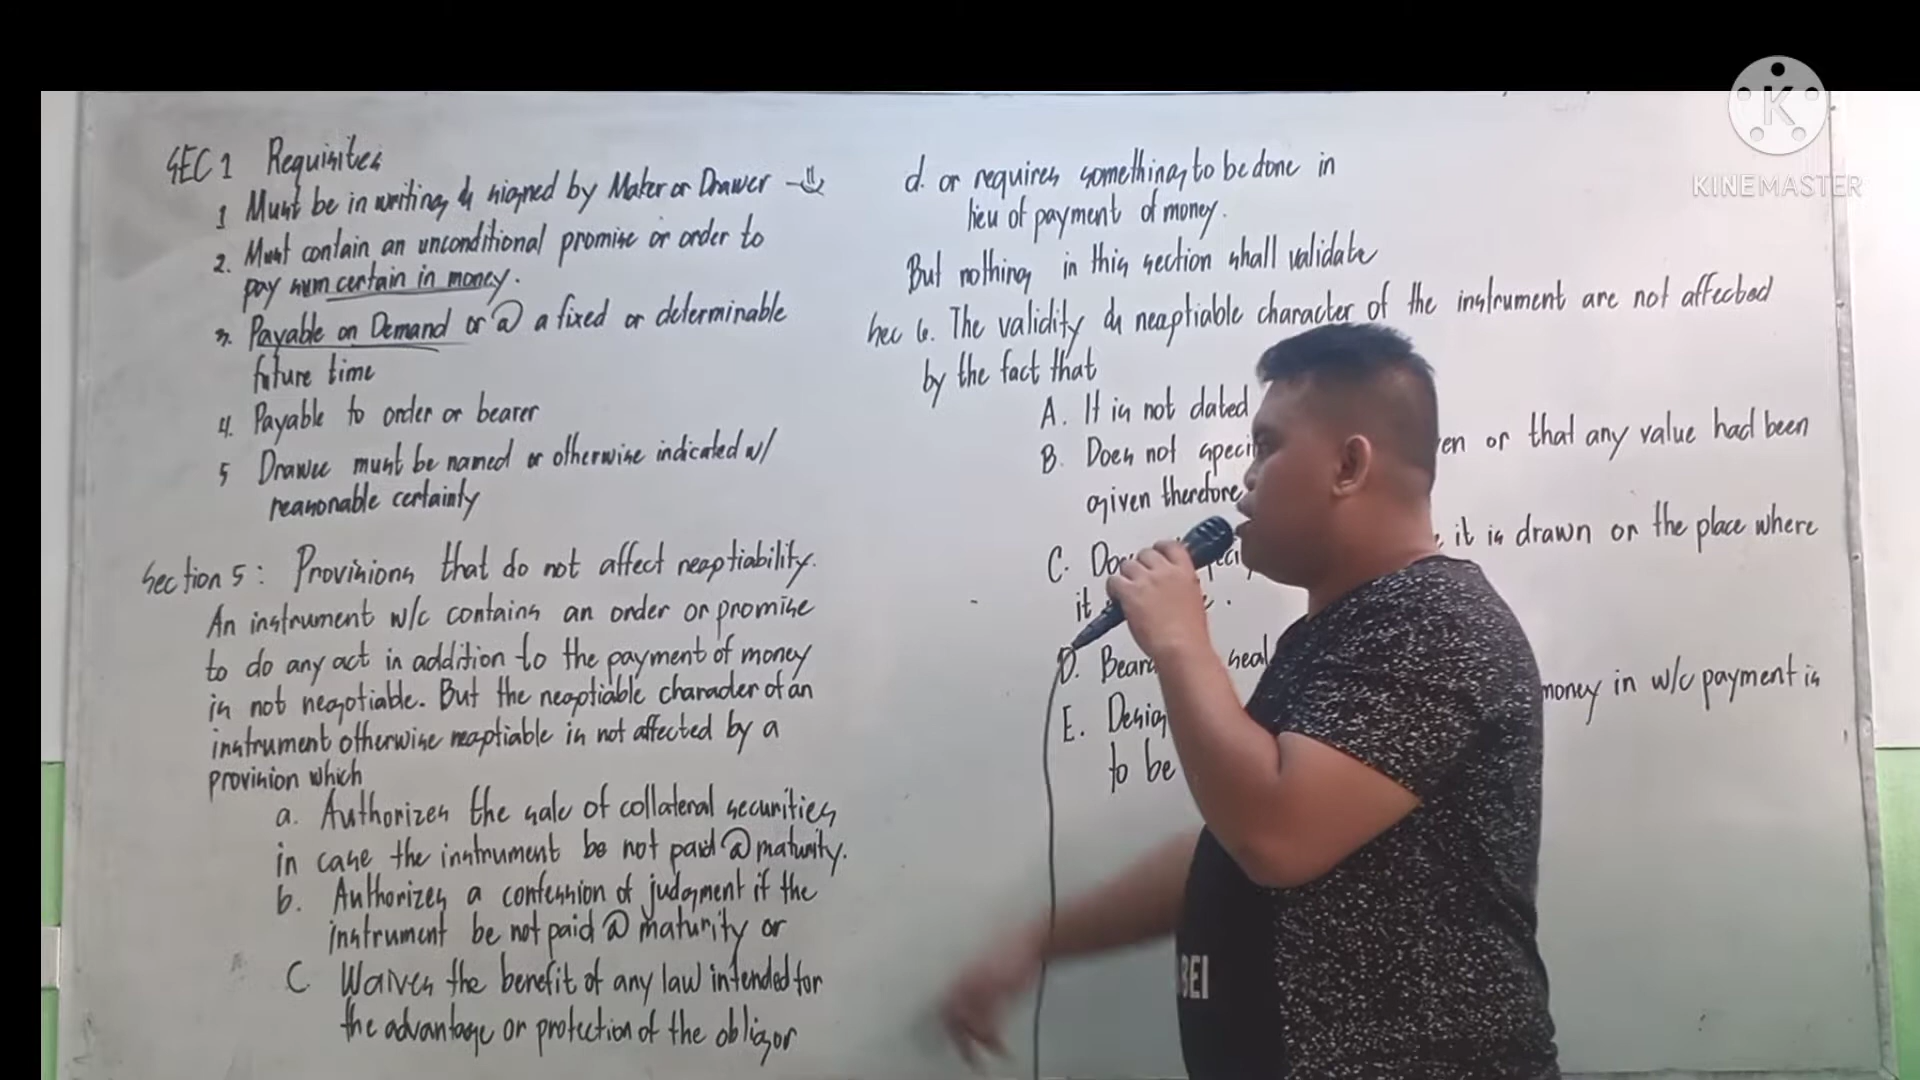 SEC 1 Requisites
1 Must be in writing & signed by Maker or Drawer
2. Must contain an unconditional promise or order to
pay sum certain in money.
3. Payable on Demand or @ a fixed or determinable
future time
4. Payable to order or bearer
5 Drawee must be named or otherwise indicated w/
reasonable certainty
Section 5: Provisions that do not affect negotiability.
An instrument w/c contains an order or promise
to do any act in addition to the payment of money
is not negotiable. But the negotiable character of an
instrument otherwise negotiable is not affected by a
provision which
a. Authorizes the sale of collateral securities
in case the instrument be not paid @ maturity.
b. Authorizes a confession of judgment if the
instrument be not paid @ maturity or
C Waives the benefit of any law intended for
the advantage or protection of the obligor
d. or requires something to be done in
lieu of payment of money.
But nothing in this section shall validate
Sec 6. The validity & negotiable character of the instrument are not affected
by the fact that
A. It is not dated
B. Does not or that any value had been
given therefore
C. it is drawn or the place where
it
D. seal
E. money in w/c payment is
to be
BEI
K
KINEMASTER